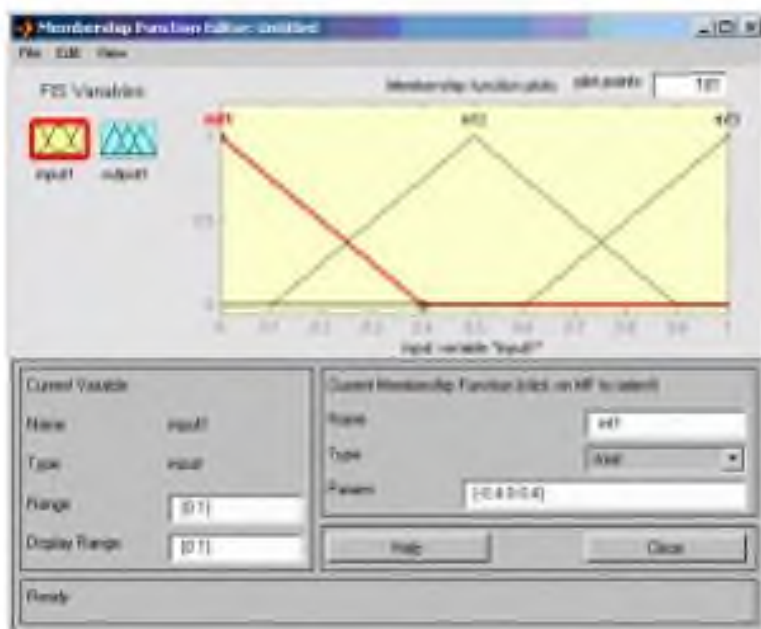 Membership Function Editor: Untitled
File Edit View
FIS Variables
Membership function plots plot points: 181
mf1 mf2 mf3
input1 output1
1
0.5
0
0 0.1 0.2 0.3 0.4 0.5 0.6 0.7 0.8 0.9 1
input variable "input1"
Current Variable
Name input1
Type input
Range [0 1]
Display Range [0 1]
Current Membership Function (click on MF to select)
Name mf1
Type trimf
Params [-0.4 0 0.4]
Help Close
Ready